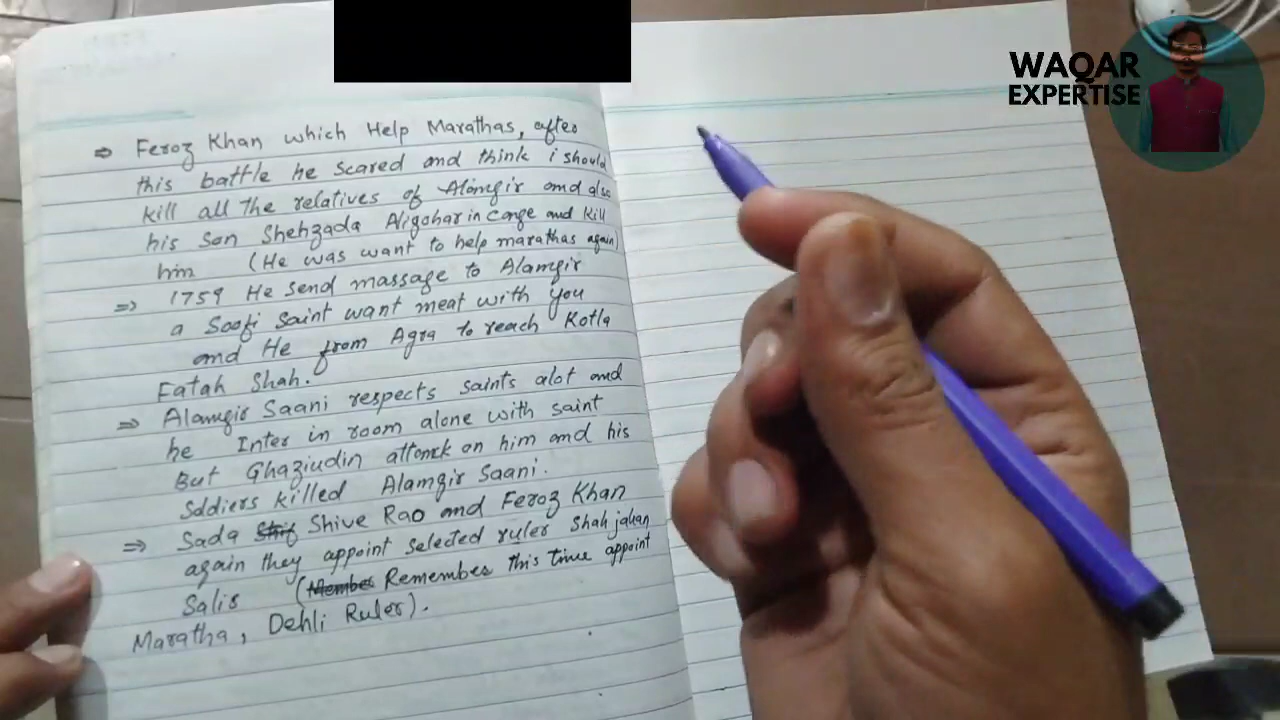 WAQAR
EXPERTISE
⇒ Feroz Khan which Help Marathas, after
this battle he scared and think i should
kill all the relatives of Alamgir and also
his Son Shehzada Aligohar in cange and kill
him (He was want to help marathas again)
⇒ 1759 He send massage to Alamgir
a Soofi Saint want meat with you
and He from Agra to reach Kotla
Fatah Shah.
⇒ Alamgir Saani respects saints alot and
he Inter in room alone with saint
But Ghaziudin attack on him and his
Soldiers killed Alamgir Saani.
⇒ Sada Shive Rao and Feroz Khan
again they appoint selected ruler Shah jahan
Salis (Remember this time appoint
Maratha, Dehli Ruler).